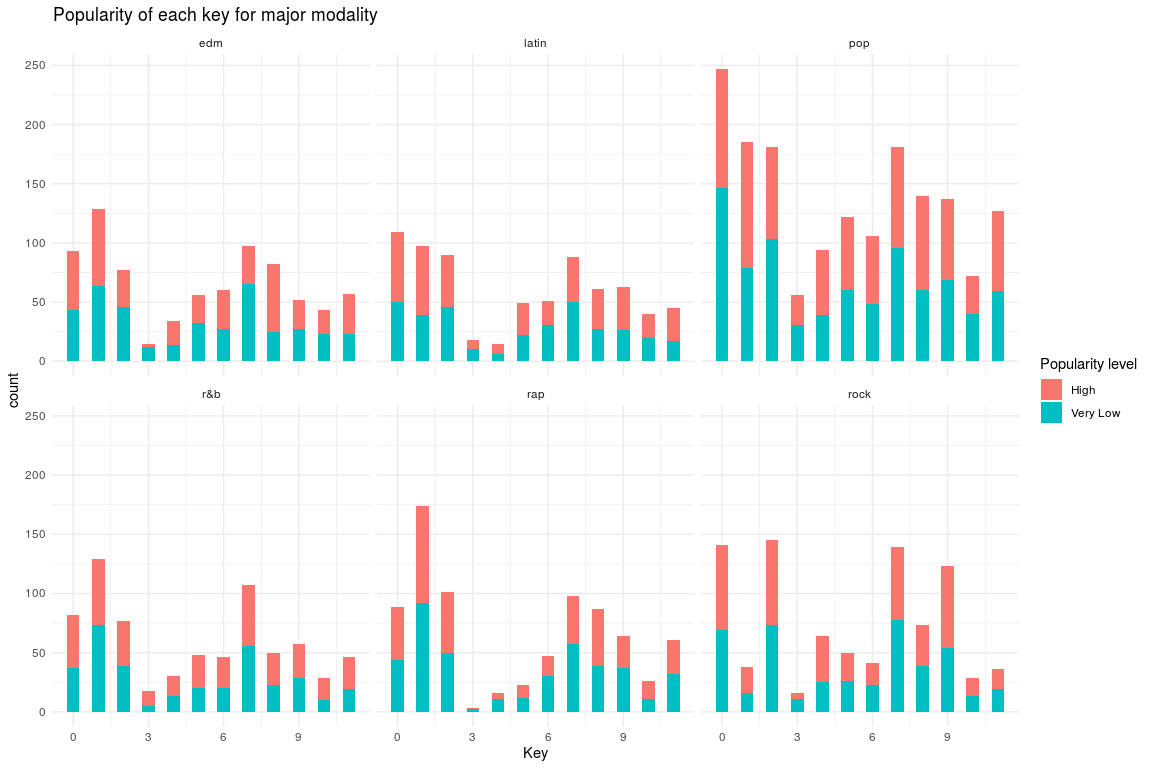 Popularity of each key for major modality
edm
latin
pop
250
200
150
100
50
0
count
r&b
rap
rock
250
200
150
100
50
0
0 3 6 9
0 3 6 9
0 3 6 9
Key
Popularity level
High
Very Low